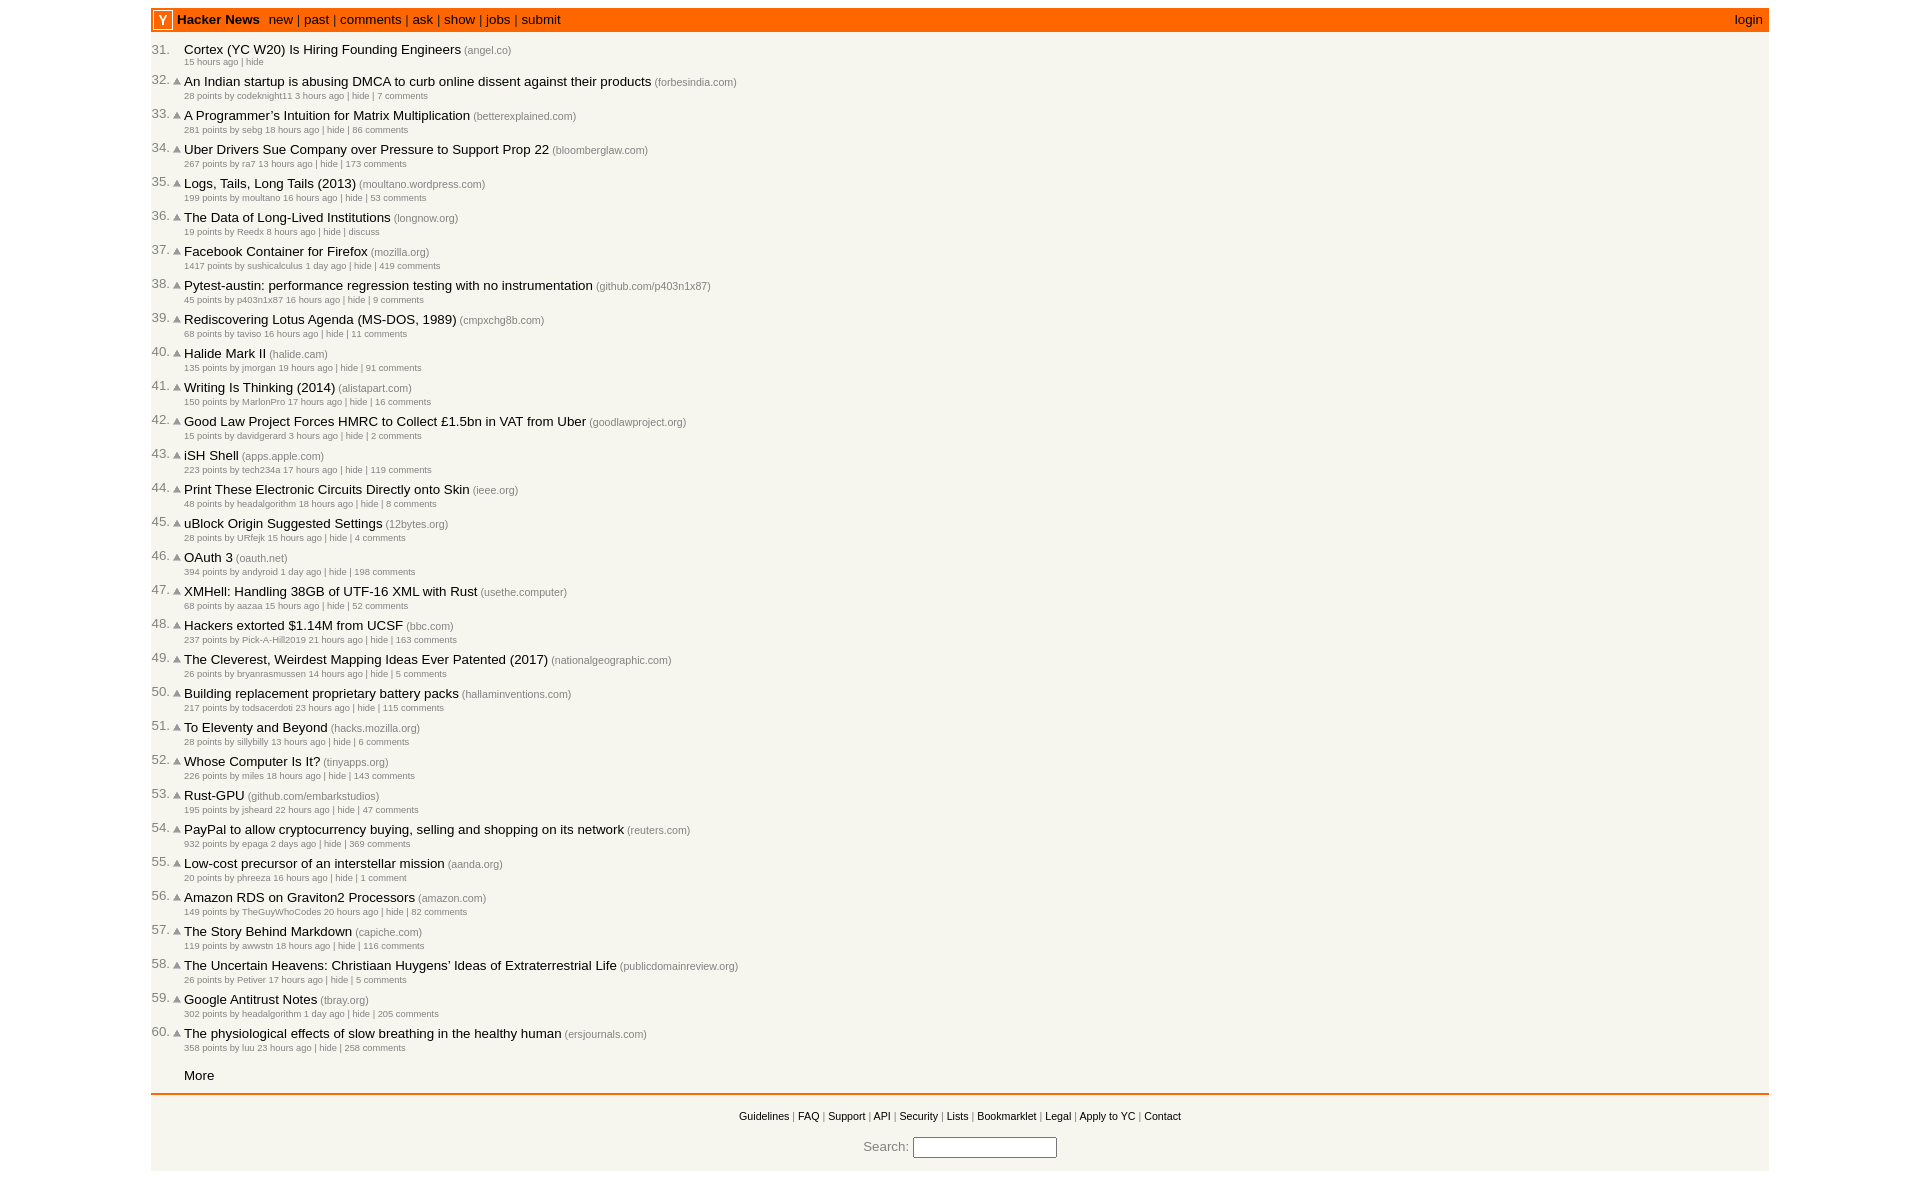 Y Hacker News new | past | comments | ask | show | jobs | submit login
31. Cortex (YC W20) Is Hiring Founding Engineers (angel.co)
15 hours ago | hide
32. An Indian startup is abusing DMCA to curb online dissent against their products (forbesindia.com)
28 points by codeknight11 3 hours ago | hide | 7 comments
33. A Programmer’s Intuition for Matrix Multiplication (betterexplained.com)
281 points by sebg 18 hours ago | hide | 86 comments
34. Uber Drivers Sue Company over Pressure to Support Prop 22 (bloomberglaw.com)
267 points by ra7 13 hours ago | hide | 173 comments
35. Logs, Tails, Long Tails (2013) (moultano.wordpress.com)
199 points by moultano 16 hours ago | hide | 53 comments
36. The Data of Long-Lived Institutions (longnow.org)
19 points by Reedx 8 hours ago | hide | discuss
37. Facebook Container for Firefox (mozilla.org)
1417 points by sushicalculus 1 day ago | hide | 419 comments
38. Pytest-austin: performance regression testing with no instrumentation (github.com/p403n1x87)
45 points by p403n1x87 16 hours ago | hide | 9 comments
39. Rediscovering Lotus Agenda (MS-DOS, 1989) (cmpxchg8b.com)
68 points by taviso 16 hours ago | hide | 11 comments
40. Halide Mark II (halide.cam)
135 points by jmorgan 19 hours ago | hide | 91 comments
41. Writing Is Thinking (2014) (alistapart.com)
150 points by MarlonPro 17 hours ago | hide | 16 comments
42. Good Law Project Forces HMRC to Collect £1.5bn in VAT from Uber (goodlawproject.org)
15 points by davidgerard 3 hours ago | hide | 2 comments
43. iSH Shell (apps.apple.com)
223 points by tech234a 17 hours ago | hide | 119 comments
44. Print These Electronic Circuits Directly onto Skin (ieee.org)
48 points by headalgorithm 18 hours ago | hide | 8 comments
45. uBlock Origin Suggested Settings (12bytes.org)
28 points by URfejk 15 hours ago | hide | 4 comments
46. OAuth 3 (oauth.net)
394 points by andyroid 1 day ago | hide | 198 comments
47. XMHell: Handling 38GB of UTF-16 XML with Rust (usethe.computer)
68 points by aazaa 15 hours ago | hide | 52 comments
48. Hackers extorted $1.14M from UCSF (bbc.com)
237 points by Pick-A-Hill2019 21 hours ago | hide | 163 comments
49. The Cleverest, Weirdest Mapping Ideas Ever Patented (2017) (nationalgeographic.com)
26 points by bryanrasmussen 14 hours ago | hide | 5 comments
50. Building replacement proprietary battery packs (hallaminventions.com)
217 points by todsacerdoti 23 hours ago | hide | 115 comments
51. To Eleventy and Beyond (hacks.mozilla.org)
28 points by sillybilly 13 hours ago | hide | 6 comments
52. Whose Computer Is It? (tinyapps.org)
226 points by miles 18 hours ago | hide | 143 comments
53. Rust-GPU (github.com/embarkstudios)
195 points by jsheard 22 hours ago | hide | 47 comments
54. PayPal to allow cryptocurrency buying, selling and shopping on its network (reuters.com)
932 points by epaga 2 days ago | hide | 369 comments
55. Low-cost precursor of an interstellar mission (aanda.org)
20 points by phreeza 16 hours ago | hide | 1 comment
56. Amazon RDS on Graviton2 Processors (amazon.com)
149 points by TheGuyWhoCodes 20 hours ago | hide | 82 comments
57. The Story Behind Markdown (capiche.com)
119 points by awwstn 18 hours ago | hide | 116 comments
58. The Uncertain Heavens: Christiaan Huygens’ Ideas of Extraterrestrial Life (publicdomainreview.org)
26 points by Petiver 17 hours ago | hide | 5 comments
59. Google Antitrust Notes (tbray.org)
302 points by headalgorithm 1 day ago | hide | 205 comments
60. The physiological effects of slow breathing in the healthy human (ersjournals.com)
358 points by luu 23 hours ago | hide | 258 comments
More
Guidelines | FAQ | Support | API | Security | Lists | Bookmarklet | Legal | Apply to YC | Contact
Search: